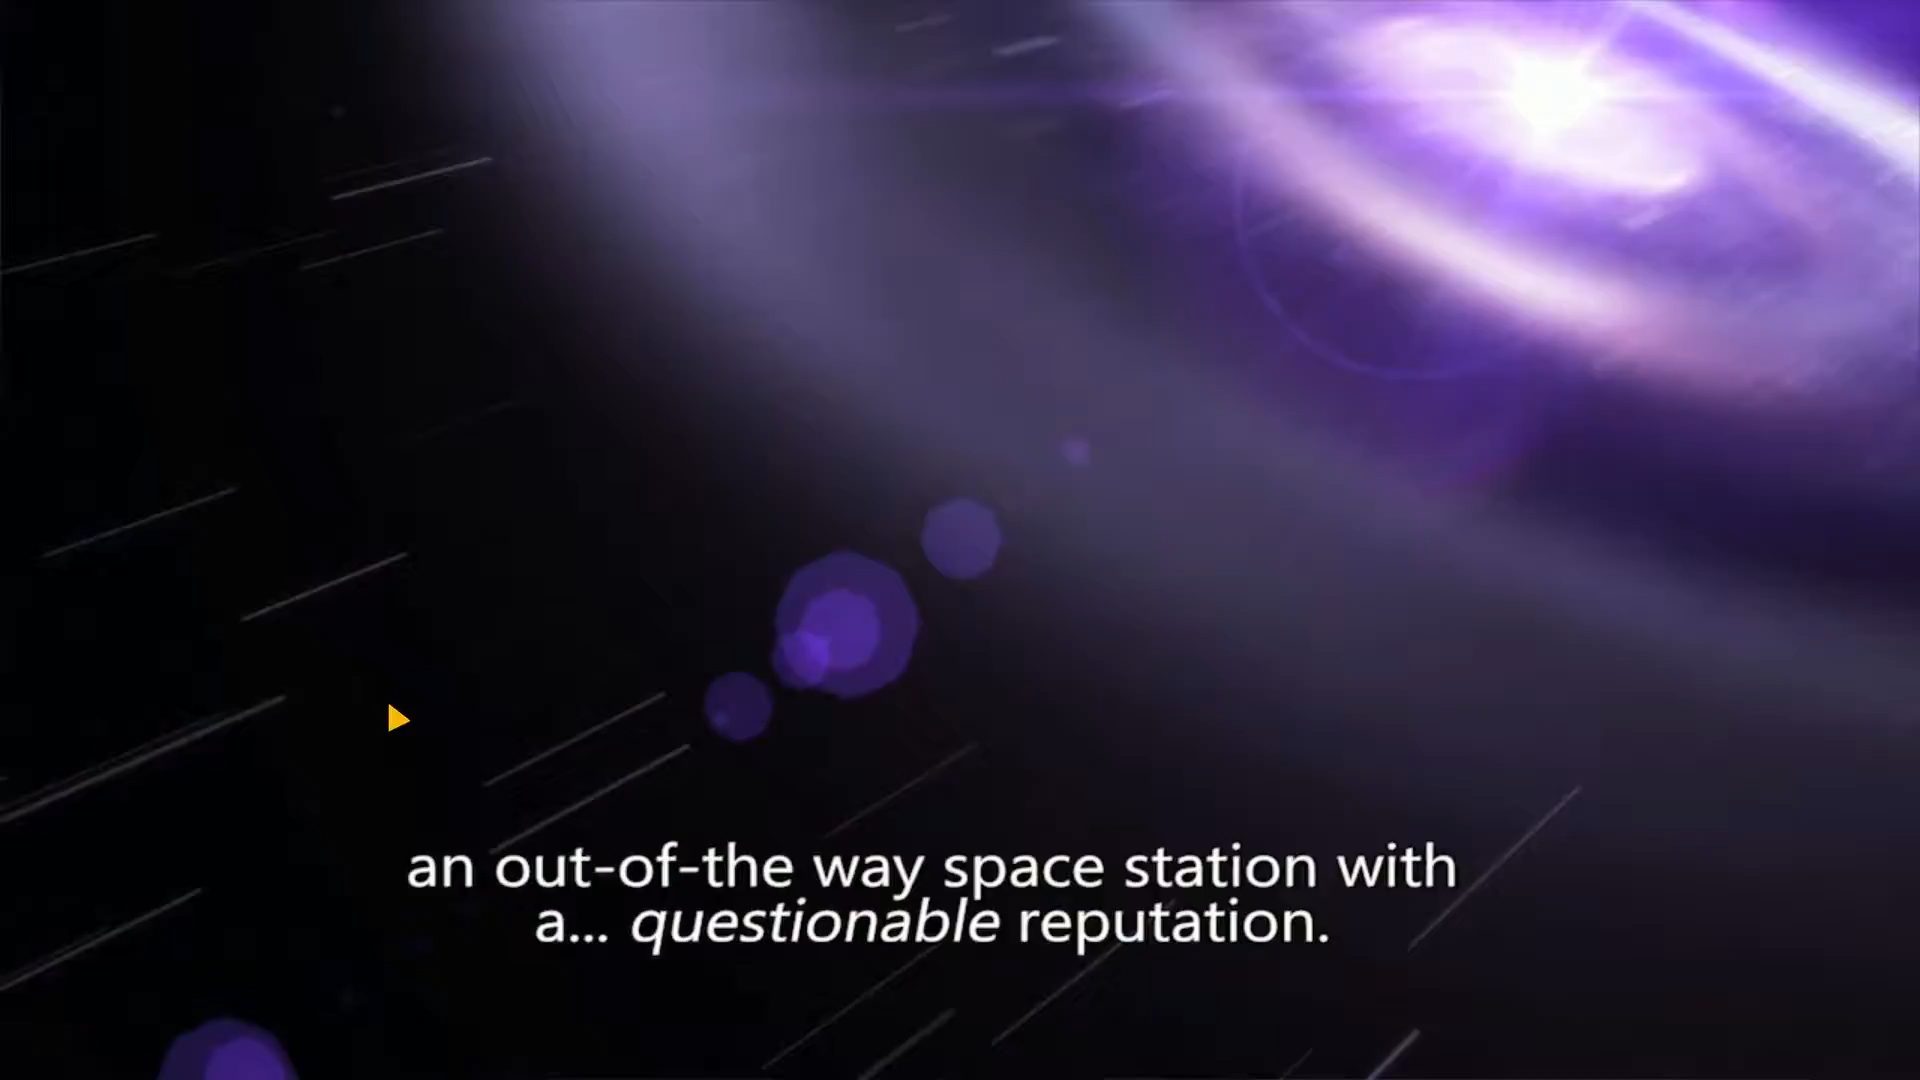 an out-of-the way space station with
a... questionable reputation.